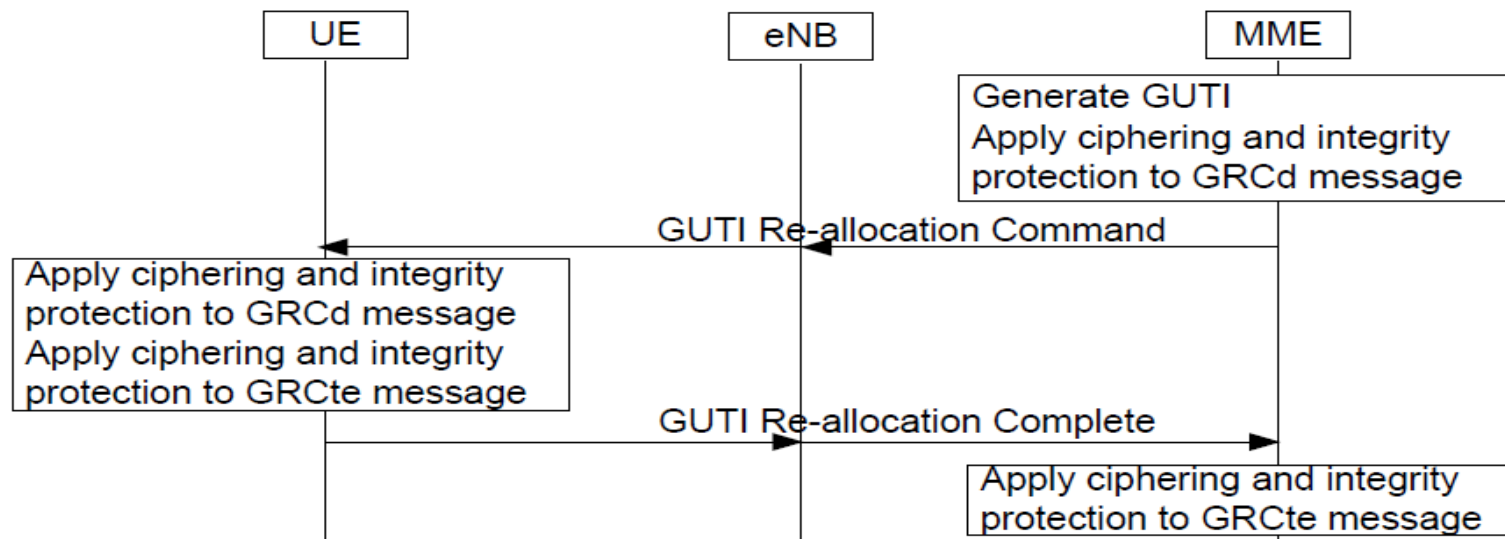 UE
eNB
MME
Generate GUTI
Apply ciphering and integrity
protection to GRCd message
GUTI Re-allocation Command
Apply ciphering and integrity
protection to GRCd message
Apply ciphering and integrity
protection to GRCte message
GUTI Re-allocation Complete
Apply ciphering and integrity
protection to GRCte message